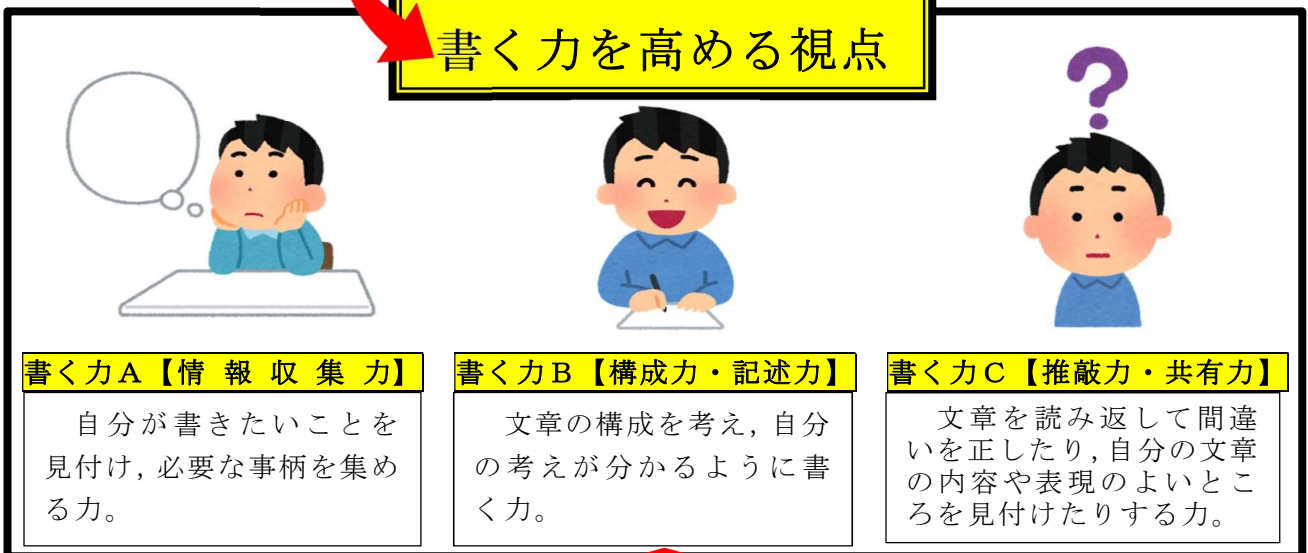 書く力を高める視点
?
書く力A【情報収集力】
自分が書きたいことを
見付け,必要な事柄を集め
る力。
書く力B【構成力・記述力】
文章の構成を考え,自分
の考えが分かるように書
く力。
書く力C【推敲力・共有力】
文章を読み返して間違
いを正したり,自分の文章
の内容や表現のよいとこ
ろを見付けたりする力。